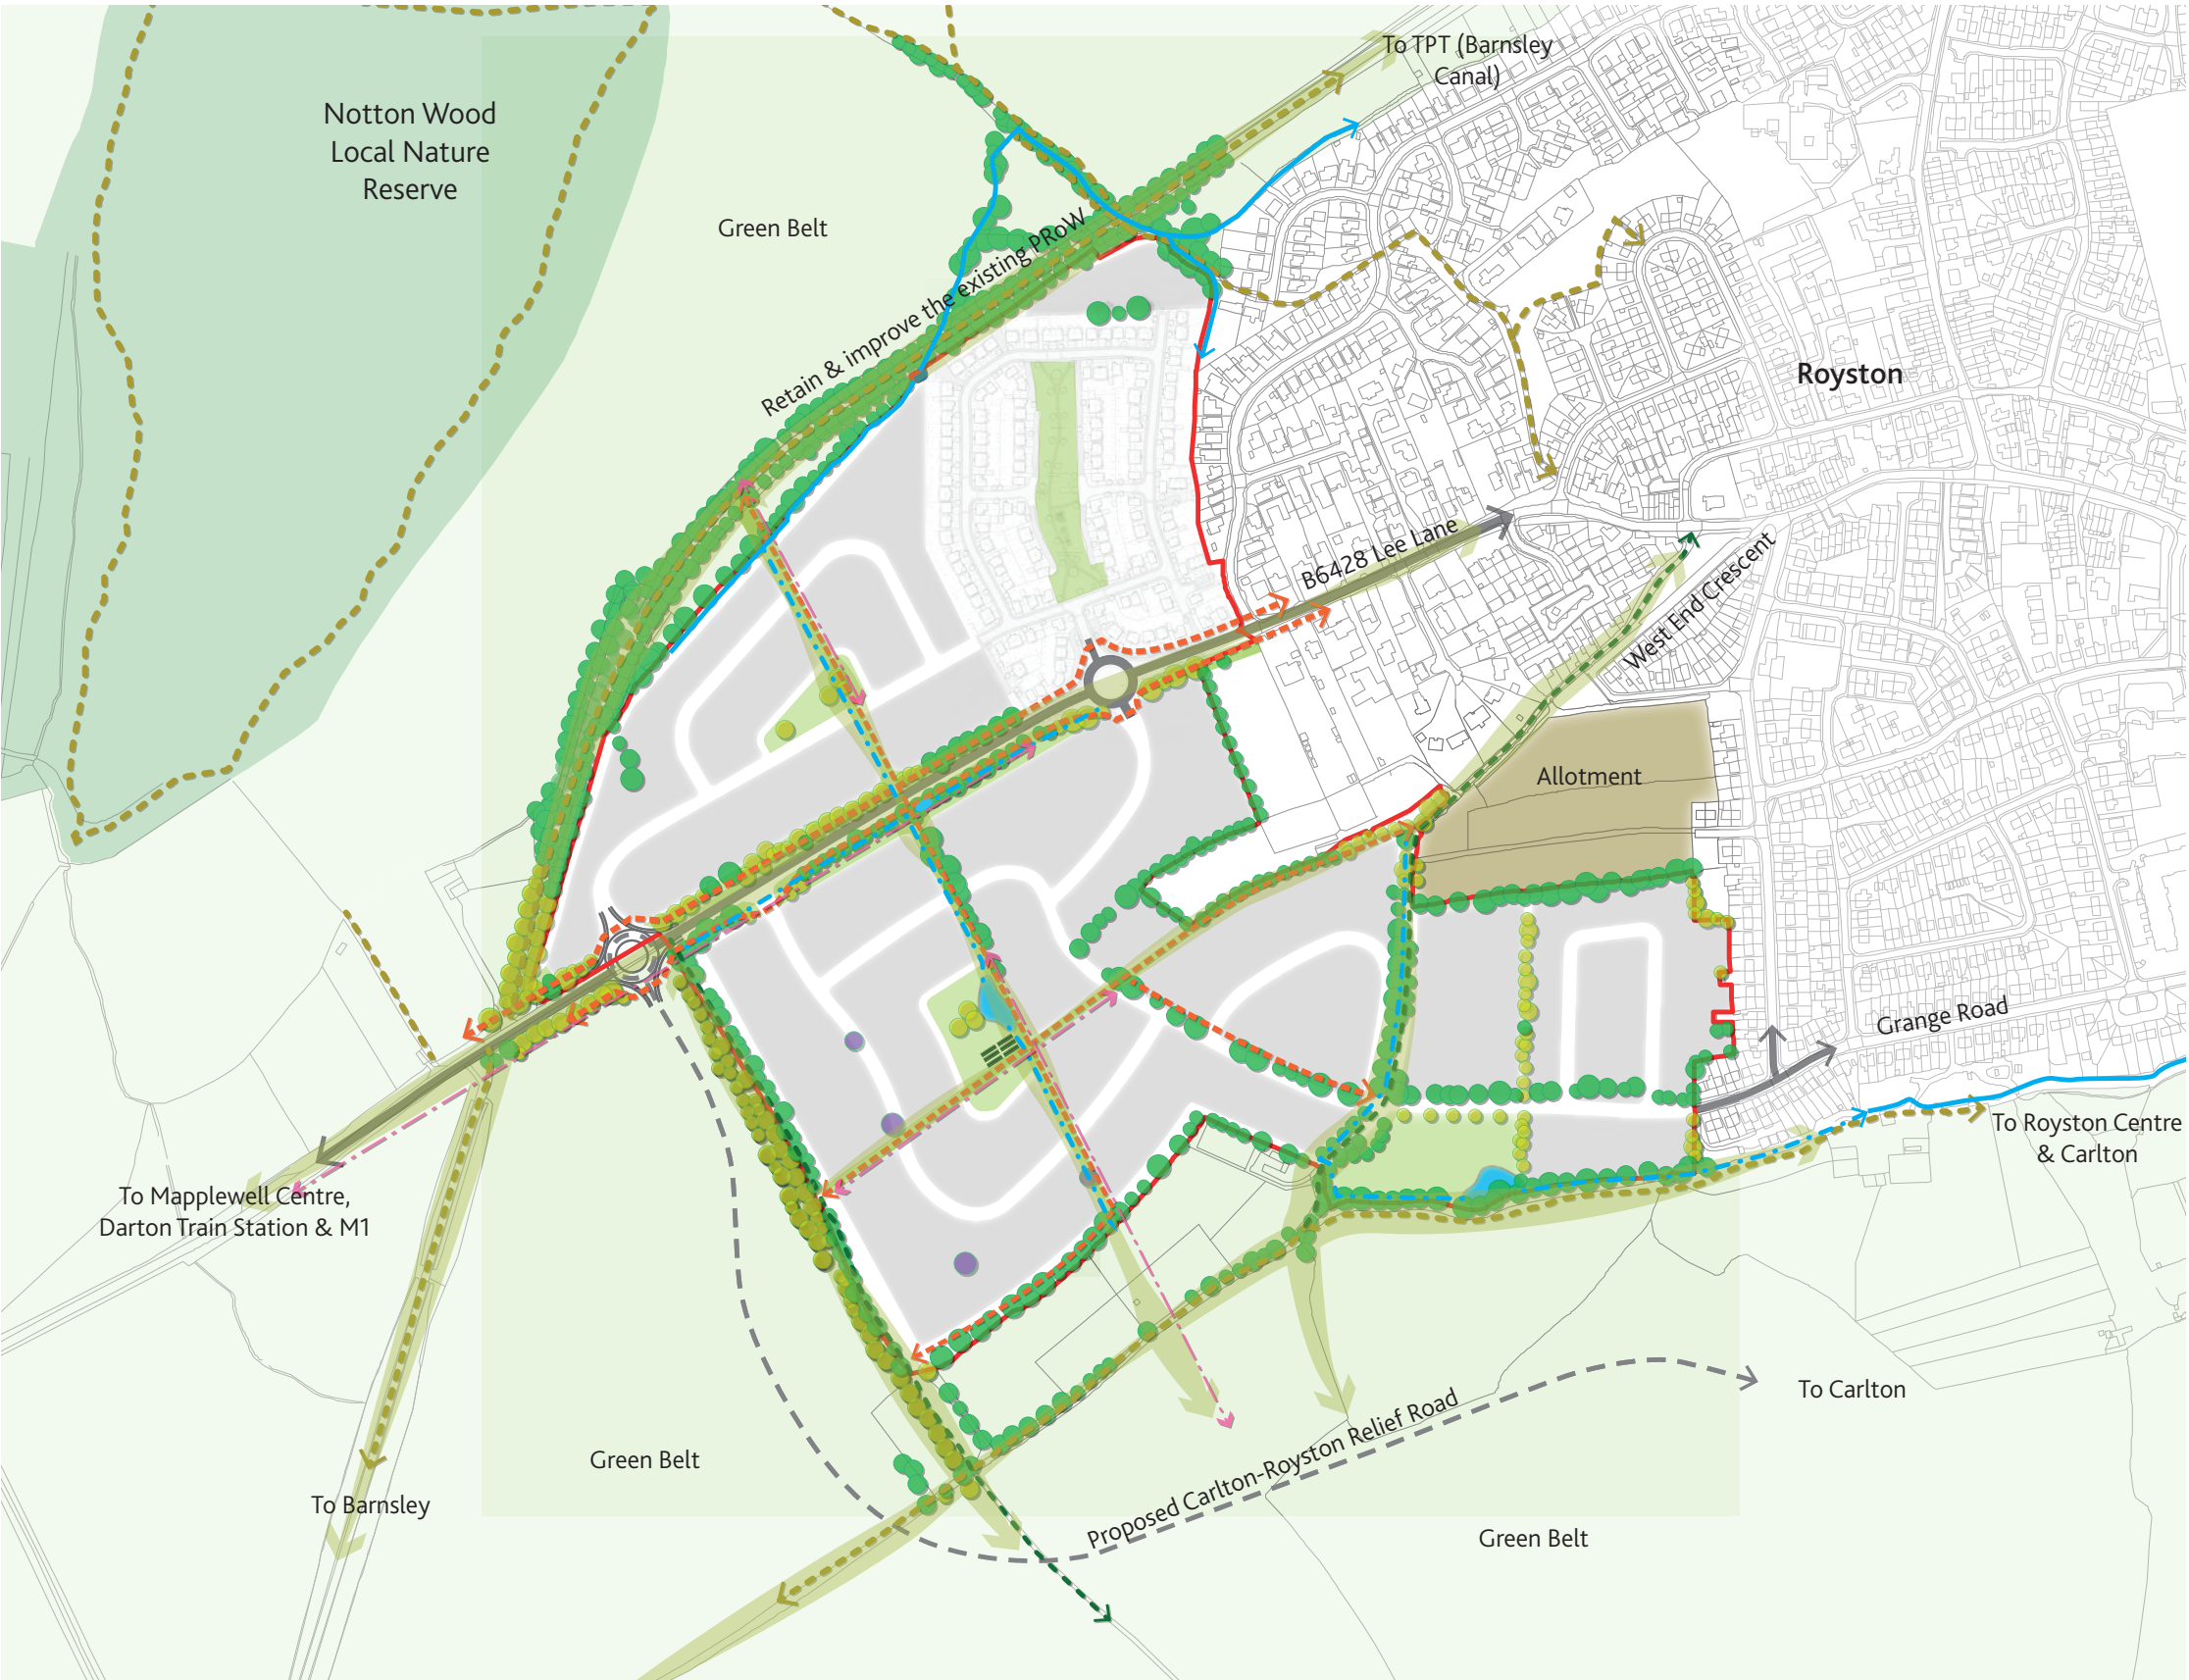 To TPT (Barnsley
Canal)
Notton Wood
Local Nature
Reserve
Green Belt
Retain & improve the existing PRoW
Royston
B6428 Lee Lane
West End Crescent
Allotment
Grange Road
To Royston Centre
& Carlton
To Mapplewell Centre,
Darton Train Station & M1
To Carlton
Proposed Carlton-Royston Relief Road
Green Belt
To Barnsley
Green Belt